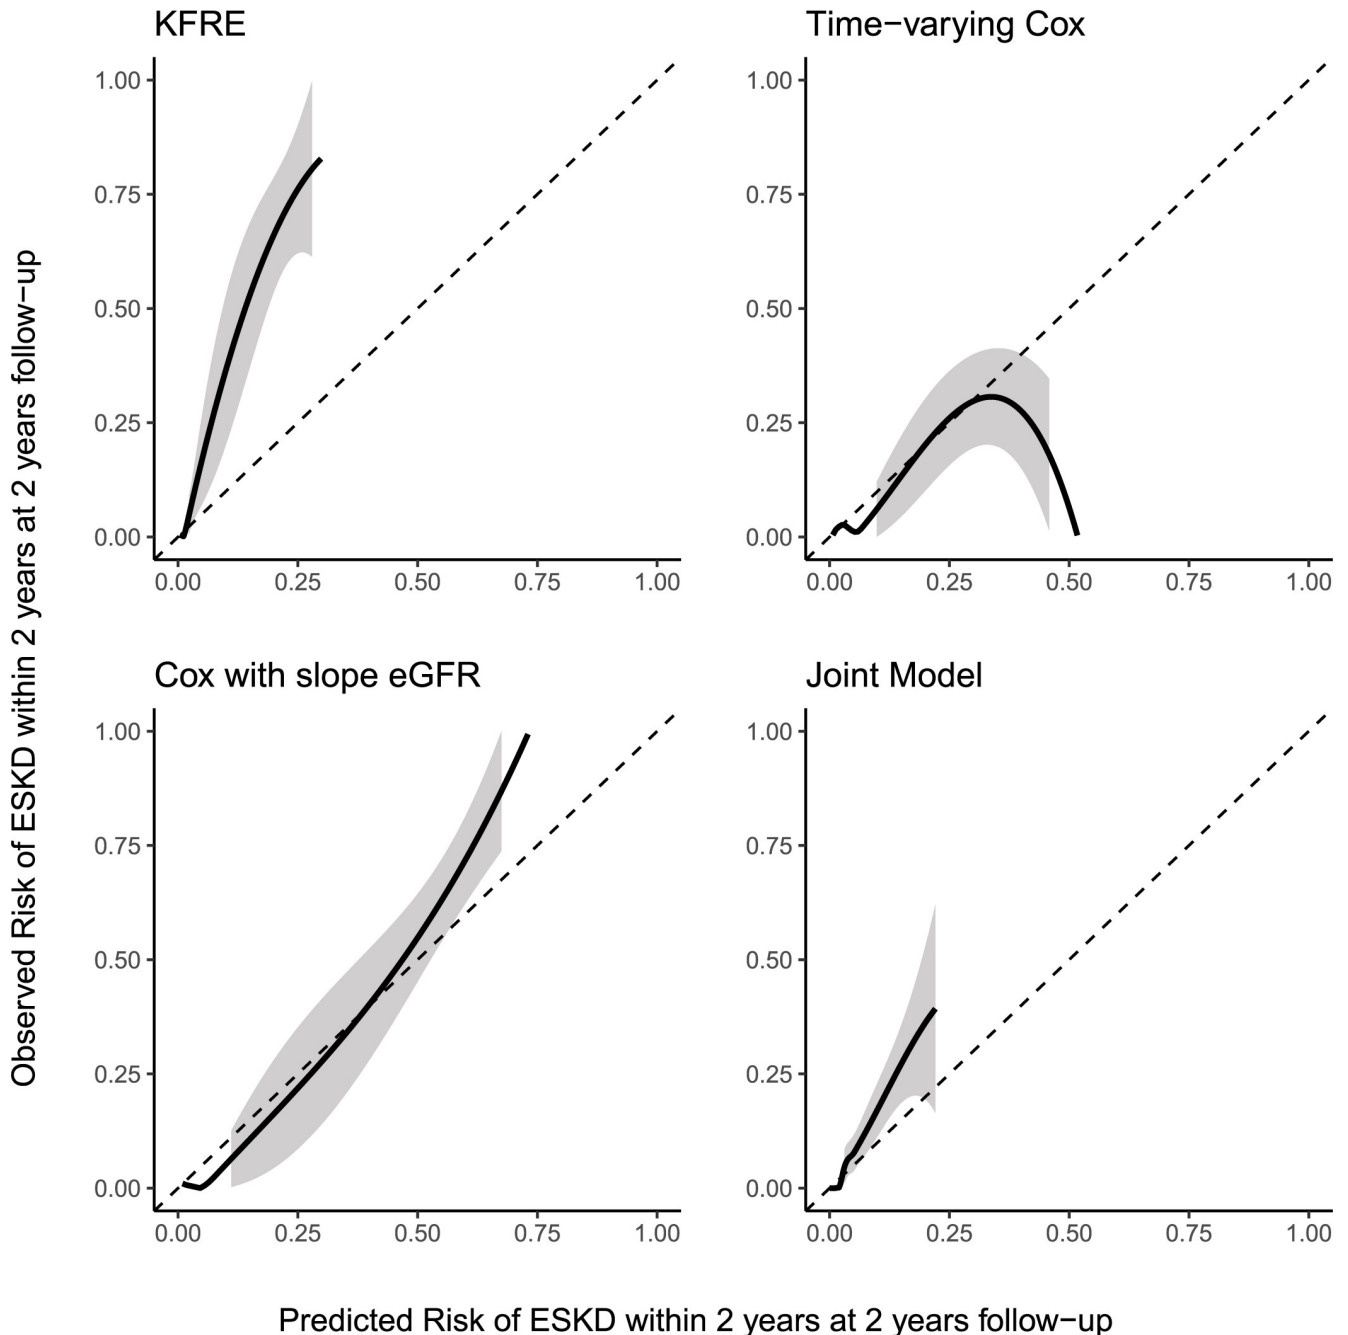 KFRE
Time−varying Cox
1.00
0.75
0.50
0.25
0.00
0.00 0.25 0.50 0.75 1.00
1.00
0.75
0.50
0.25
0.00
0.00 0.25 0.50 0.75 1.00
Cox with slope eGFR
Joint Model
1.00
0.75
0.50
0.25
0.00
0.00 0.25 0.50 0.75 1.00
1.00
0.75
0.50
0.25
0.00
0.00 0.25 0.50 0.75 1.00
Observed Risk of ESKD within 2 years at 2 years follow−up
Predicted Risk of ESKD within 2 years at 2 years follow−up